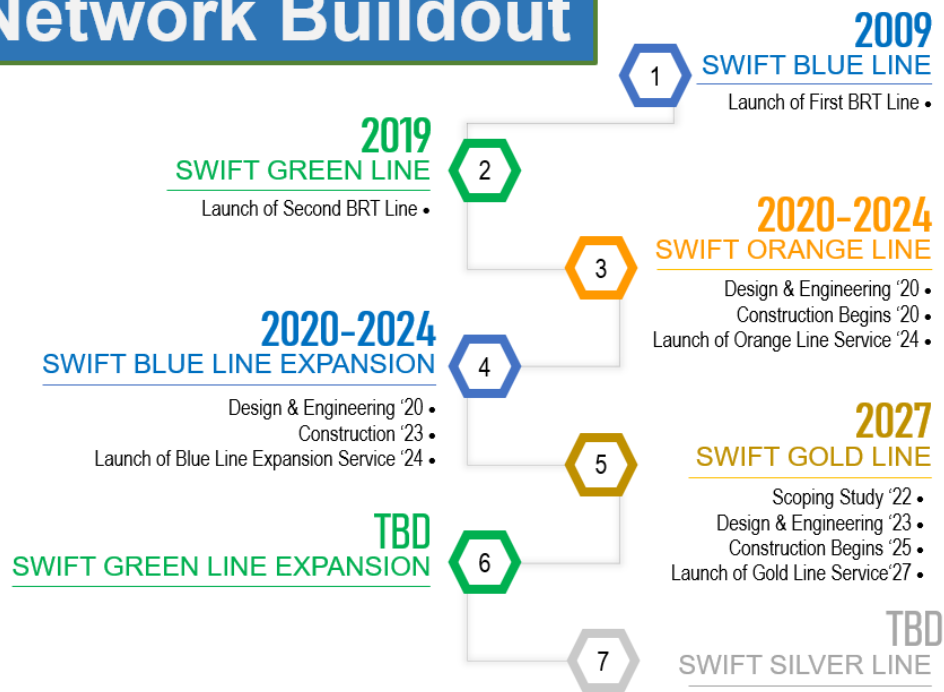 Network Buildout
1
2009
SWIFT BLUE LINE
Launch of First BRT Line •
2
2019
SWIFT GREEN LINE
Launch of Second BRT Line •
3
2020-2024
SWIFT ORANGE LINE
Design & Engineering ‘20 •
Construction Begins ‘20 •
Launch of Orange Line Service ‘24 •
4
2020-2024
SWIFT BLUE LINE EXPANSION
Design & Engineering ‘20 •
Construction ‘23 •
Launch of Blue Line Expansion Service ‘24 •
5
2027
SWIFT GOLD LINE
Scoping Study ‘22 •
Design & Engineering ‘23 •
Construction Begins ‘25 •
Launch of Gold Line Service‘27 •
6
TBD
SWIFT GREEN LINE EXPANSION
7
TBD
SWIFT SILVER LINE